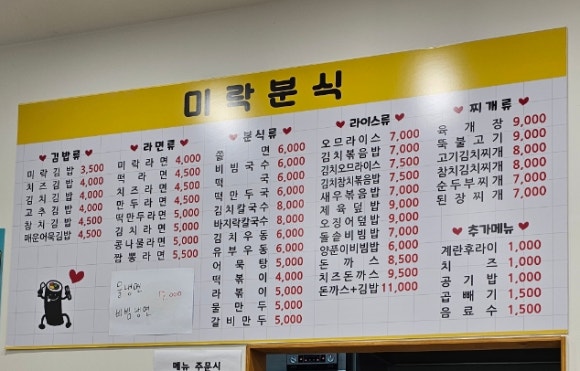 미락분식
김밥류
미락김밥 3,500
치즈김밥 4,000
김치김밥 4,000
고추김밥 4,000
참치김밥 4,500
매운어묵김밥 4,500
라면류
미락라면 4,000
떡라면 4,500
치즈라면 4,500
만두라면 4,500
떡만두라면 5,000
김치라면 5,000
콩나물라면 5,000
짬뽕라면 5,500
물냉면
7,000
비빔냉면
분식류
쫄면 6,000
비빔국수 6,000
떡국 6,000
떡만두국 6,000
김치칼국수 8,000
바지락칼국수 8,000
김치우동 6,000
유부우동 6,000
어묵탕 5,000
떡볶이 4,000
라볶이 5,000
물만두 5,000
갈비만두 5,000
라이스류
오므라이스 7,000
김치볶음밥 7,000
김치오므라이스 7,500
김치참치볶음밥 7,500
새우볶음밥 7,000
제육덮밥 9,000
오징어덮밥 9,000
돌솥비빔밥 7,000
양푼이비빔밥 6,000
돈까스 8,500
치즈돈까스 9,500
돈까스+김밥 11,000
찌개류
육개장 9,000
뚝불고기 9,000
고기김치찌개 8,000
참치김치찌개 8,000
순두부찌개 7,000
된장찌개 7,000
추가메뉴
계란후라이 1,000
치즈 1,000
공기밥 1,000
곱빼기 1,500
음료수 1,500
메뉴 주문시